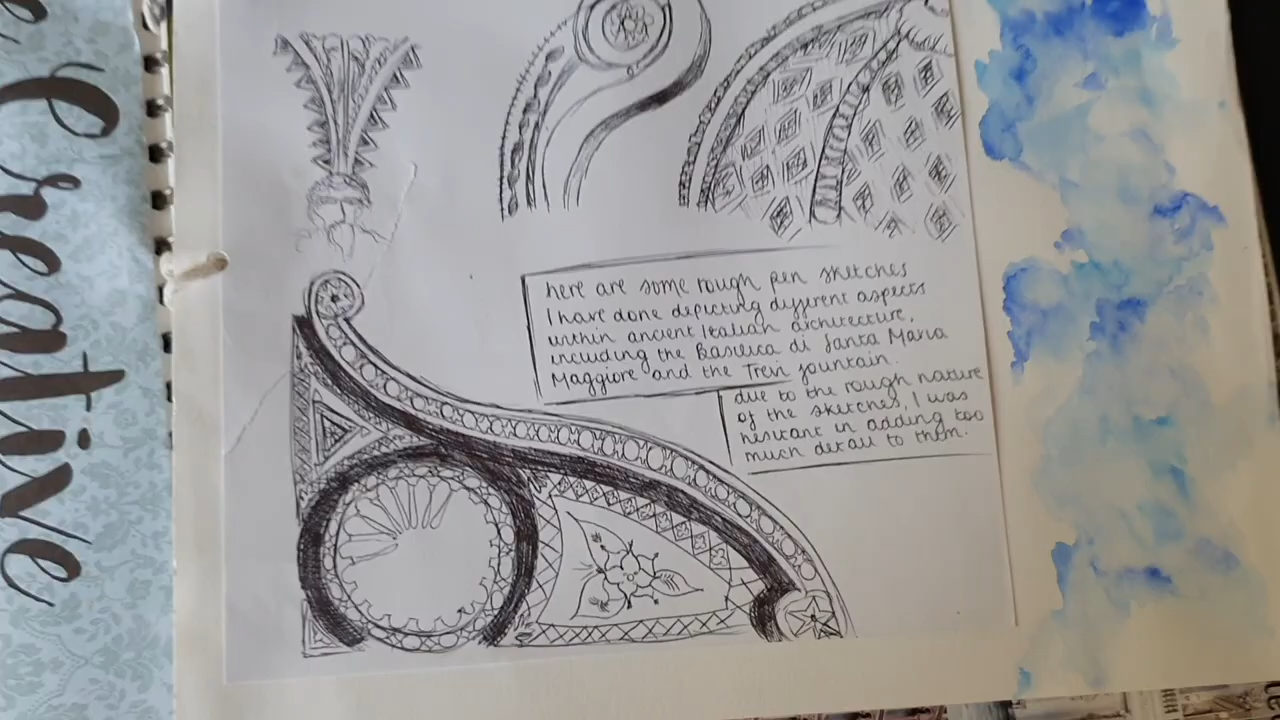 Creative
here are some rough pen sketches
I have done depicting different aspects
within ancient Italian architecture,
including the Basilica di Santa Maria
Maggiore and the Trevi fountain.
due to the rough nature
of the sketches, I was
hesitant in adding too
much detail to them.